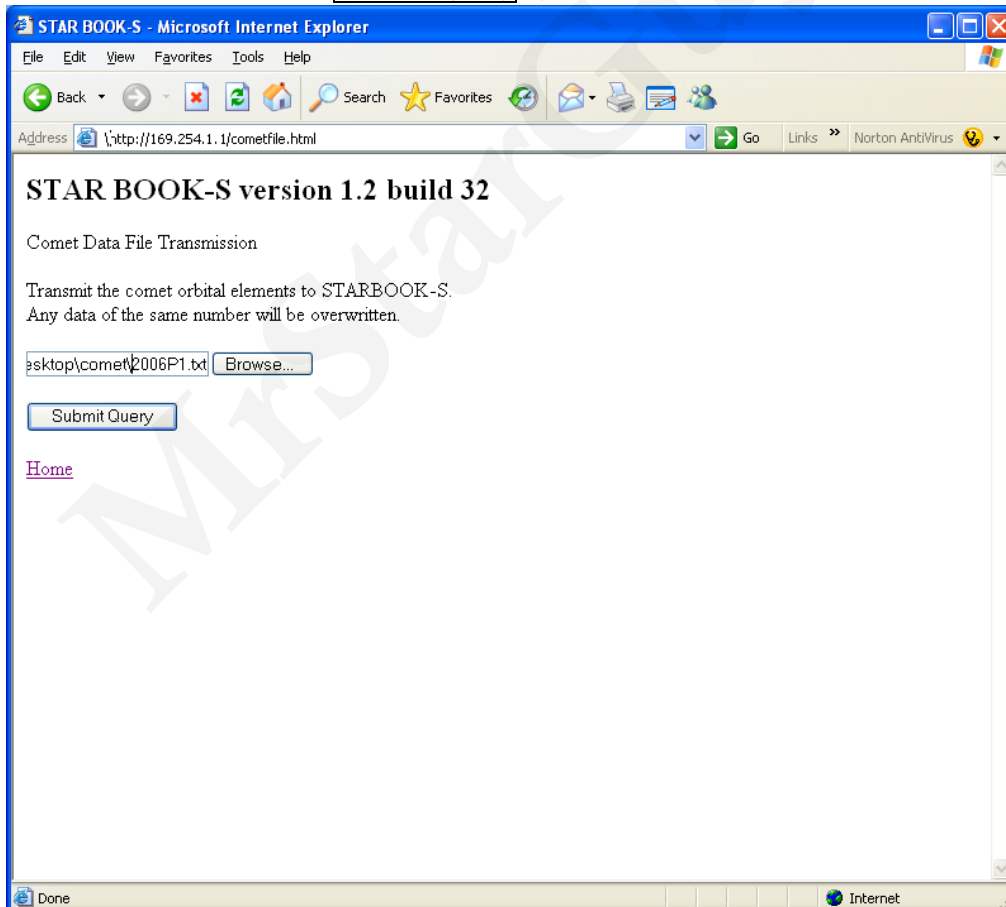 STAR BOOK-S - Microsoft Internet Explorer
File Edit View Favorites Tools Help
Back Search Favorites
Address \http://169.254.1.1/cometfile.html Go Links » Norton AntiVirus
STAR BOOK-S version 1.2 build 32
Comet Data File Transmission
Transmit the comet orbital elements to STARBOOK-S.
Any data of the same number will be overwritten.
esktop\comet\2006P1.txt Browse...
Submit Query
Home
Done Internet